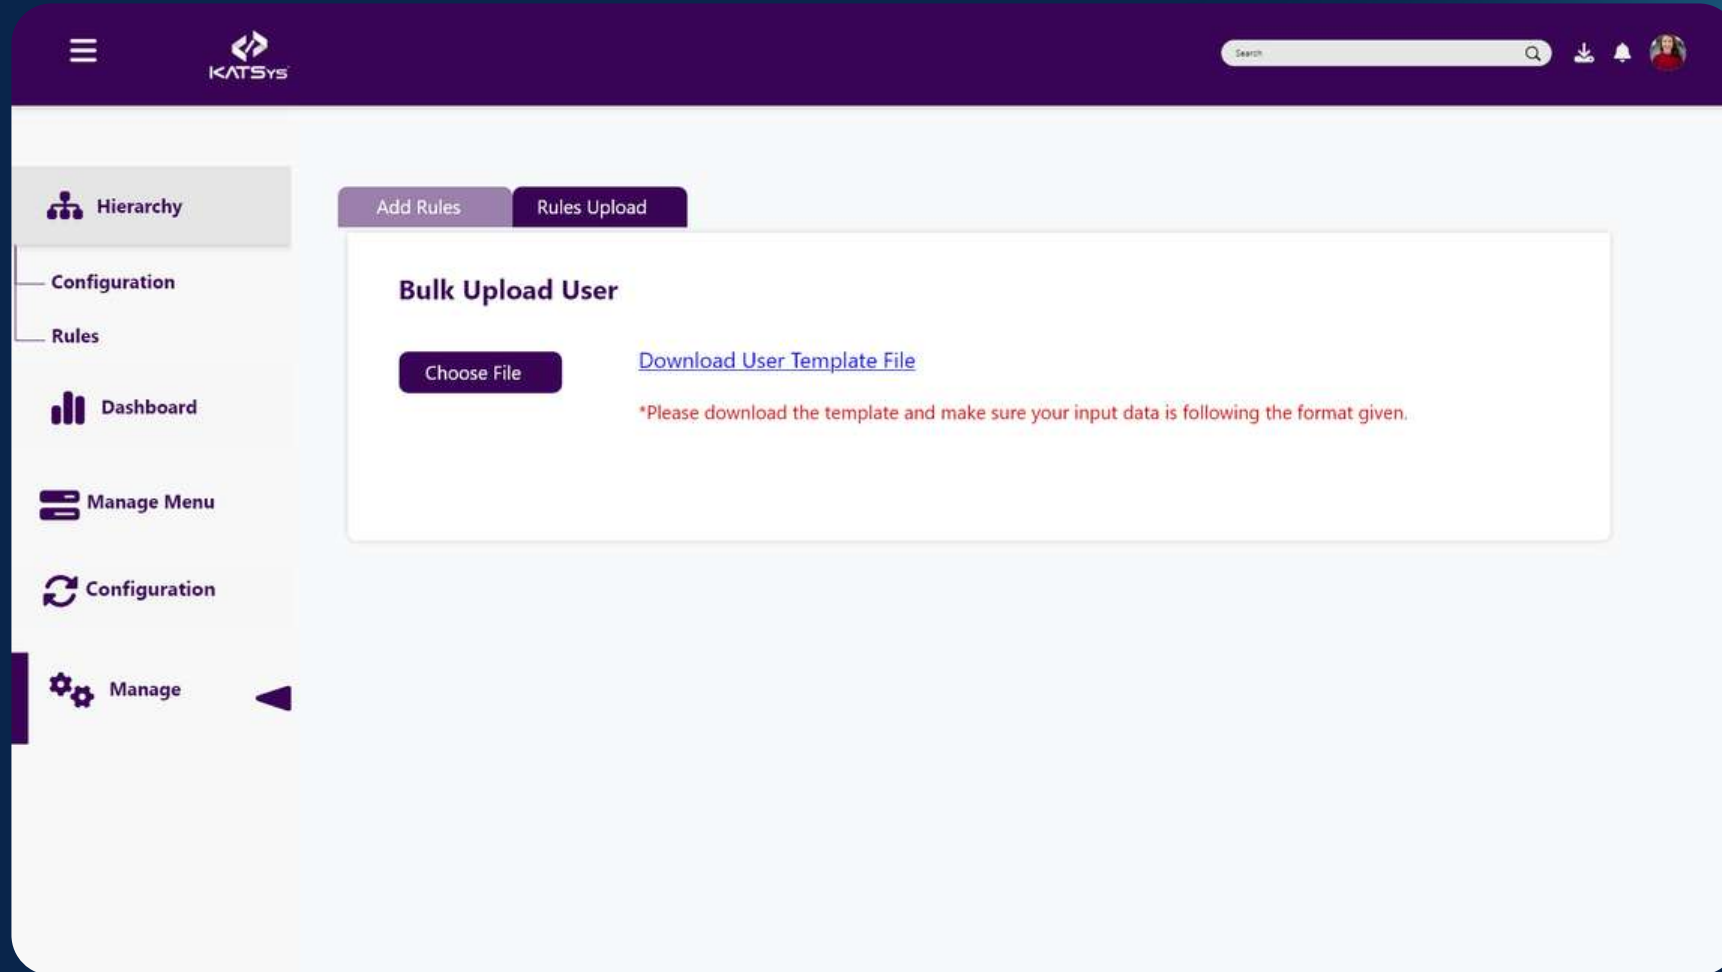 KATSYS
Search
Hierarchy
Configuration
Rules
Dashboard
Manage Menu
Configuration
Manage
Add Rules
Rules Upload
Bulk Upload User
Choose File
Download User Template File
*Please download the template and make sure your input data is following the format given.